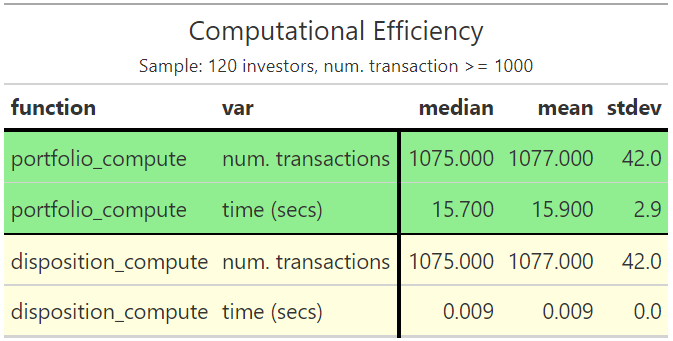 Computational Efficiency
Sample: 120 investors, num. transaction >= 1000
function var median mean stdev
portfolio_compute num. transactions 1075.000 1077.000 42.0
portfolio_compute time (secs) 15.700 15.900 2.9
disposition_compute num. transactions 1075.000 1077.000 42.0
disposition_compute time (secs) 0.009 0.009 0.0